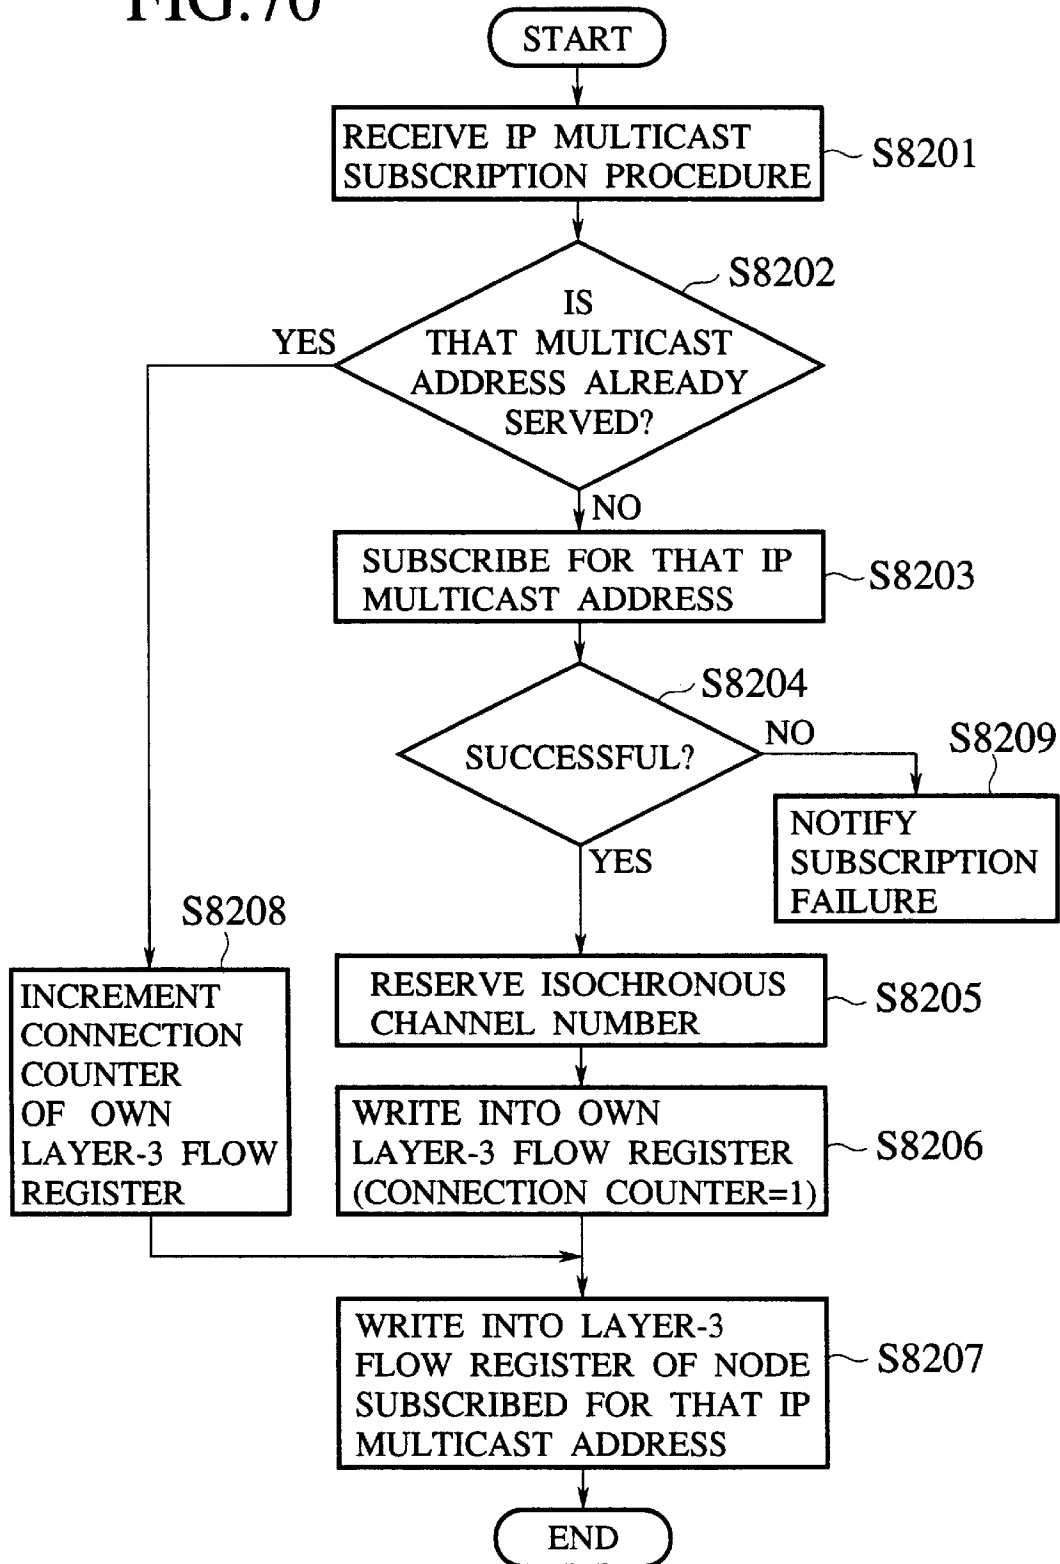 FIG.70
START
RECEIVE IP MULTICAST
SUBSCRIPTION PROCEDURE
S8201
S8202
IS
THAT MULTICAST
ADDRESS ALREADY
SERVED?
YES
NO
SUBSCRIBE FOR THAT IP
MULTICAST ADDRESS
S8203
S8204
SUCCESSFUL?
NO
S8209
NOTIFY
SUBSCRIPTION
FAILURE
YES
S8208
INCREMENT
CONNECTION
COUNTER
OF OWN
LAYER-3 FLOW
REGISTER
RESERVE ISOCHRONOUS
CHANNEL NUMBER
S8205
WRITE INTO OWN
LAYER-3 FLOW REGISTER
(CONNECTION COUNTER=1)
S8206
WRITE INTO LAYER-3
FLOW REGISTER OF NODE
SUBSCRIBED FOR THAT IP
MULTICAST ADDRESS
S8207
END